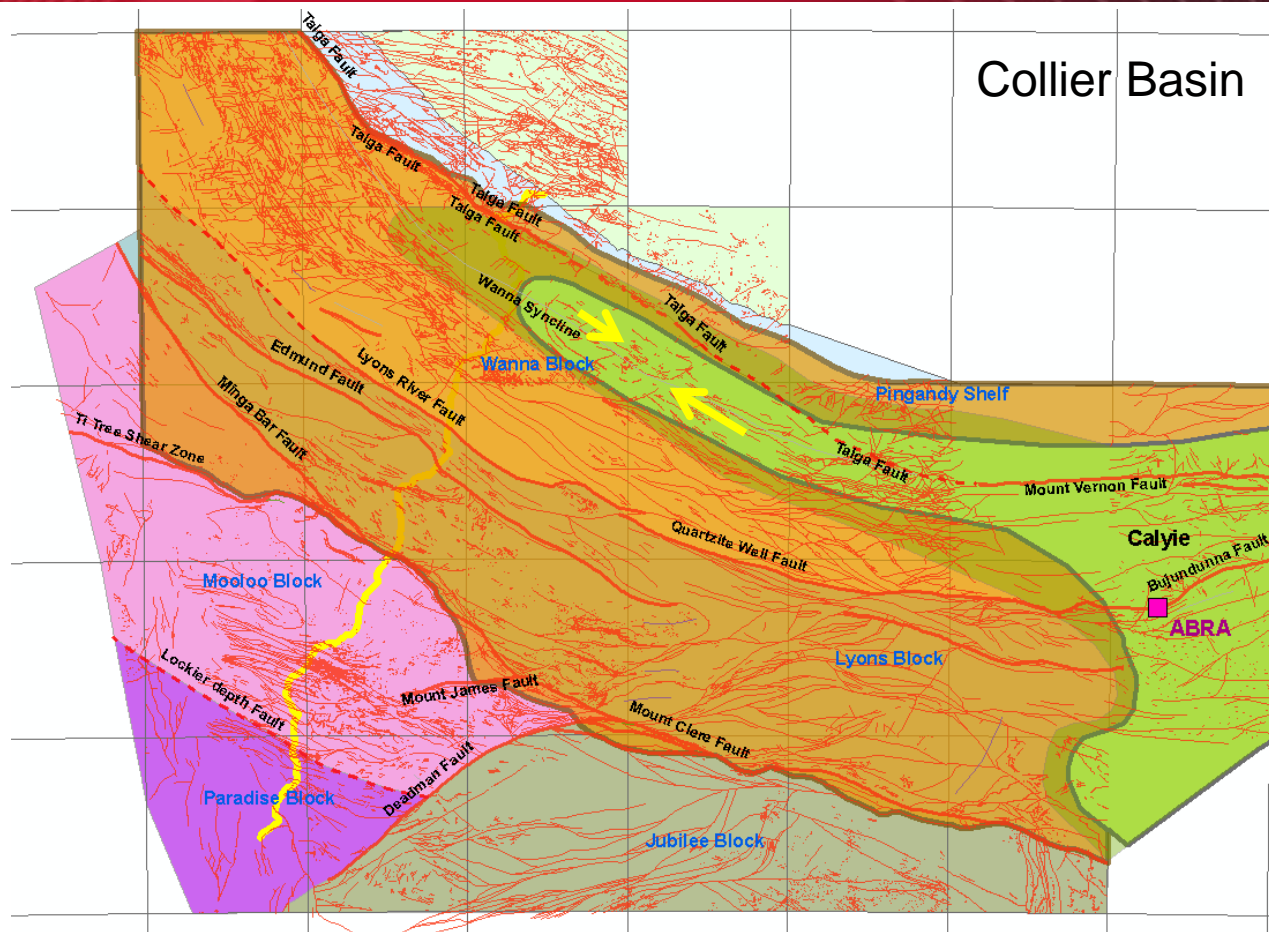 Talga Fault
Collier Basin
Talga Fault
Talga Fault
Talga Fault
Wanna Syncline
Talga Fault
Wanna Block
Edmund Fault
Lyons River Fault
Minga Bar Fault
Pingandy Shelf
Ti Tree Shear Zone
Talga Fault
Mount Vernon Fault
Quartzite Well Fault
Calyie
Bujundunna Fault
Mooloo Block
ABRA
Lyons Block
Lockier depth Fault
Mount James Fault
Mount Clere Fault
Deadman Fault
Paradise Block
Jubilee Block